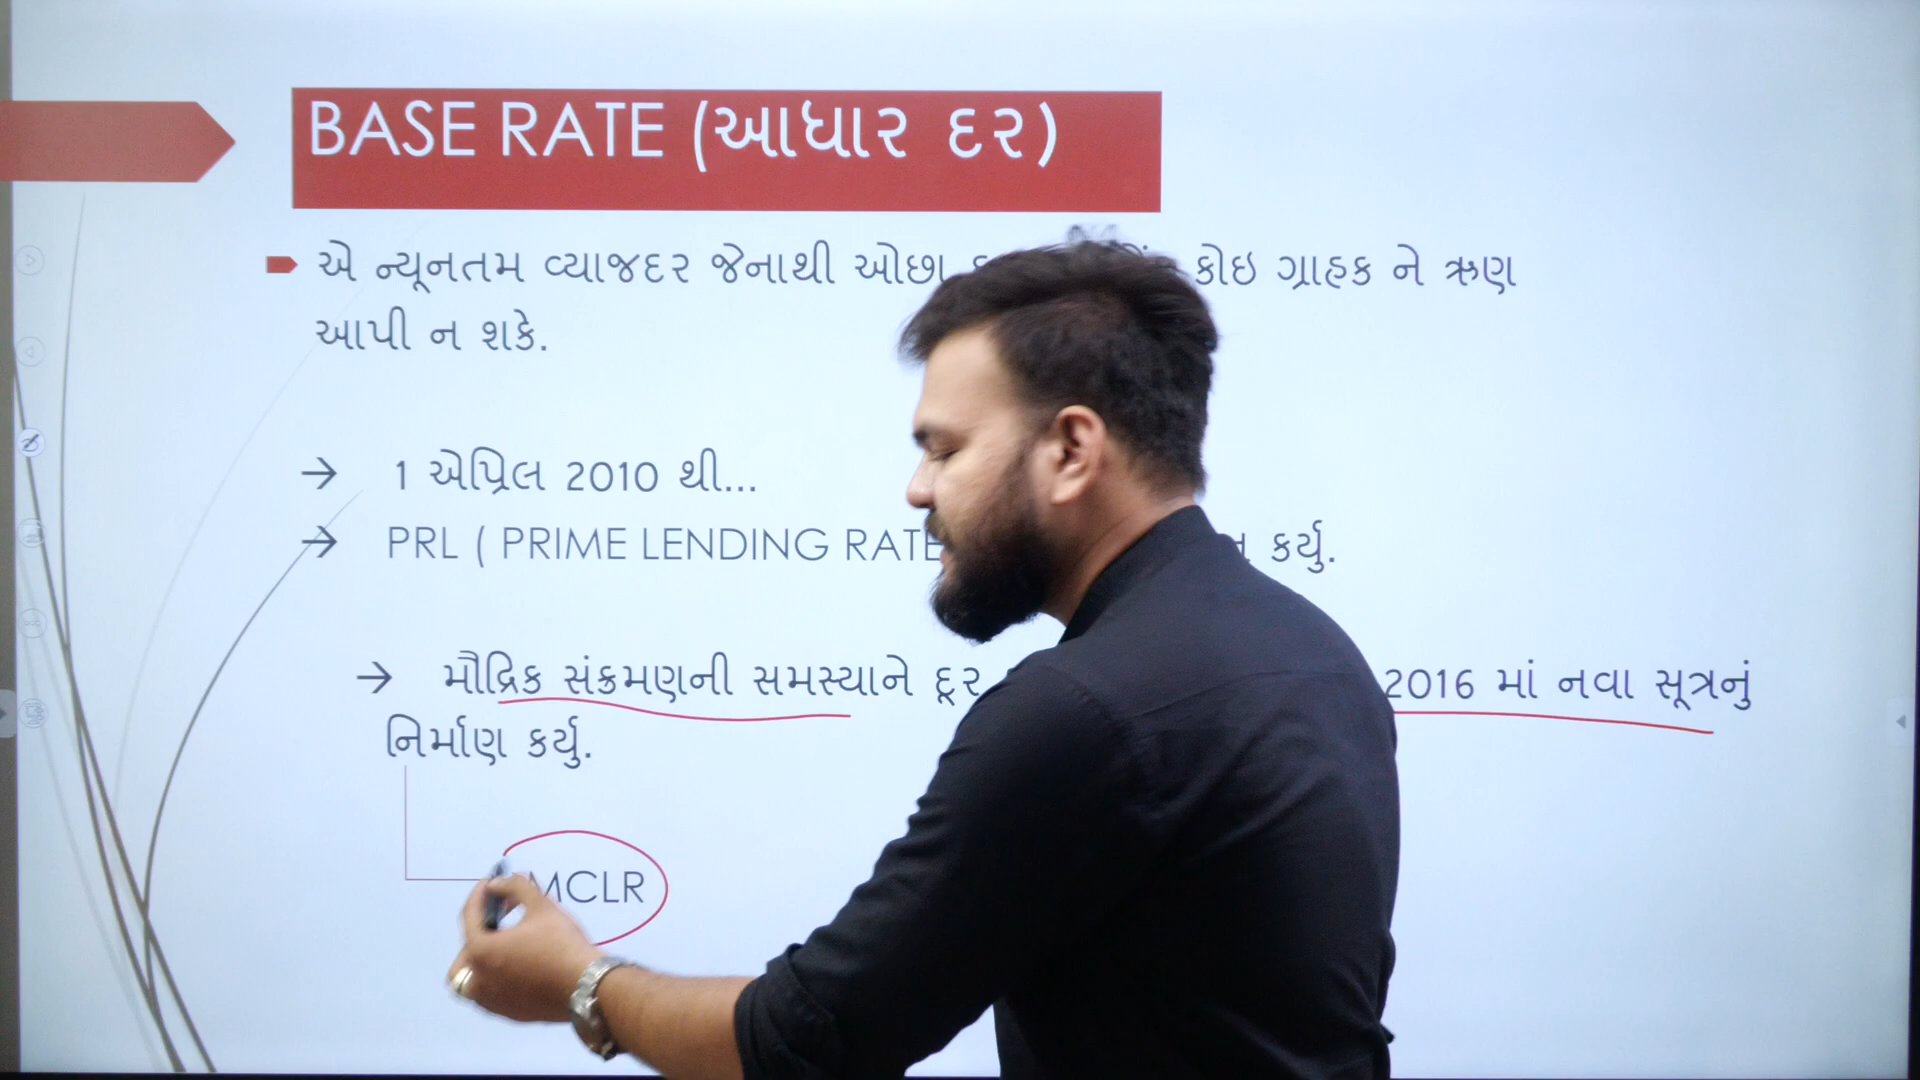 BASE RATE (આધાર દર)
એ ન્યૂનતમ વ્યાજદર જેનાથી ઓછા કોઇ ગ્રાહક ને ઋણ
આપી ન શકે.
→ 1 એપ્રિલ 2010 થી...
→ PRL ( PRIME LENDING RATE કર્યુ.
→ મૌદ્રિક સંક્રમણની સમસ્યાને દૂર 2016 માં નવા સૂત્રનું
નિર્માણ કર્યુ.
MCLR